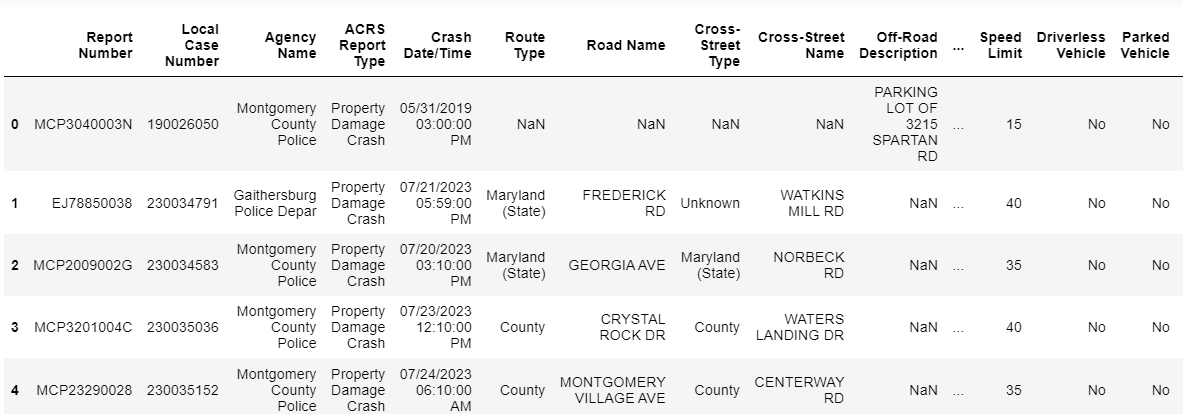 Report Number Local Case Number Agency Name ACRS Report Type Crash Date/Time Route Type Road Name Cross-Street Type Cross-Street Name Off-Road Description ... Speed Limit Driverless Vehicle Parked Vehicle
0 MCP3040003N 190026050 Montgomery County Police Property Damage Crash 05/31/2019 03:00:00 PM NaN NaN NaN NaN PARKING LOT OF 3215 SPARTAN RD ... 15 No No
1 EJ78850038 230034791 Gaithersburg Police Depar Property Damage Crash 07/21/2023 05:59:00 PM Maryland (State) FREDERICK RD Unknown WATKINS MILL RD NaN ... 40 No No
2 MCP2009002G 230034583 Montgomery County Police Property Damage Crash 07/20/2023 03:10:00 PM Maryland (State) GEORGIA AVE Maryland (State) NORBECK RD NaN ... 35 No No
3 MCP3201004C 230035036 Montgomery County Police Property Damage Crash 07/23/2023 12:10:00 PM County CRYSTAL ROCK DR County WATERS LANDING DR NaN ... 40 No No
4 MCP23290028 230035152 Montgomery County Police Property Damage Crash 07/24/2023 06:10:00 AM County MONTGOMERY VILLAGE AVE County CENTERWAY RD NaN ... 35 No No